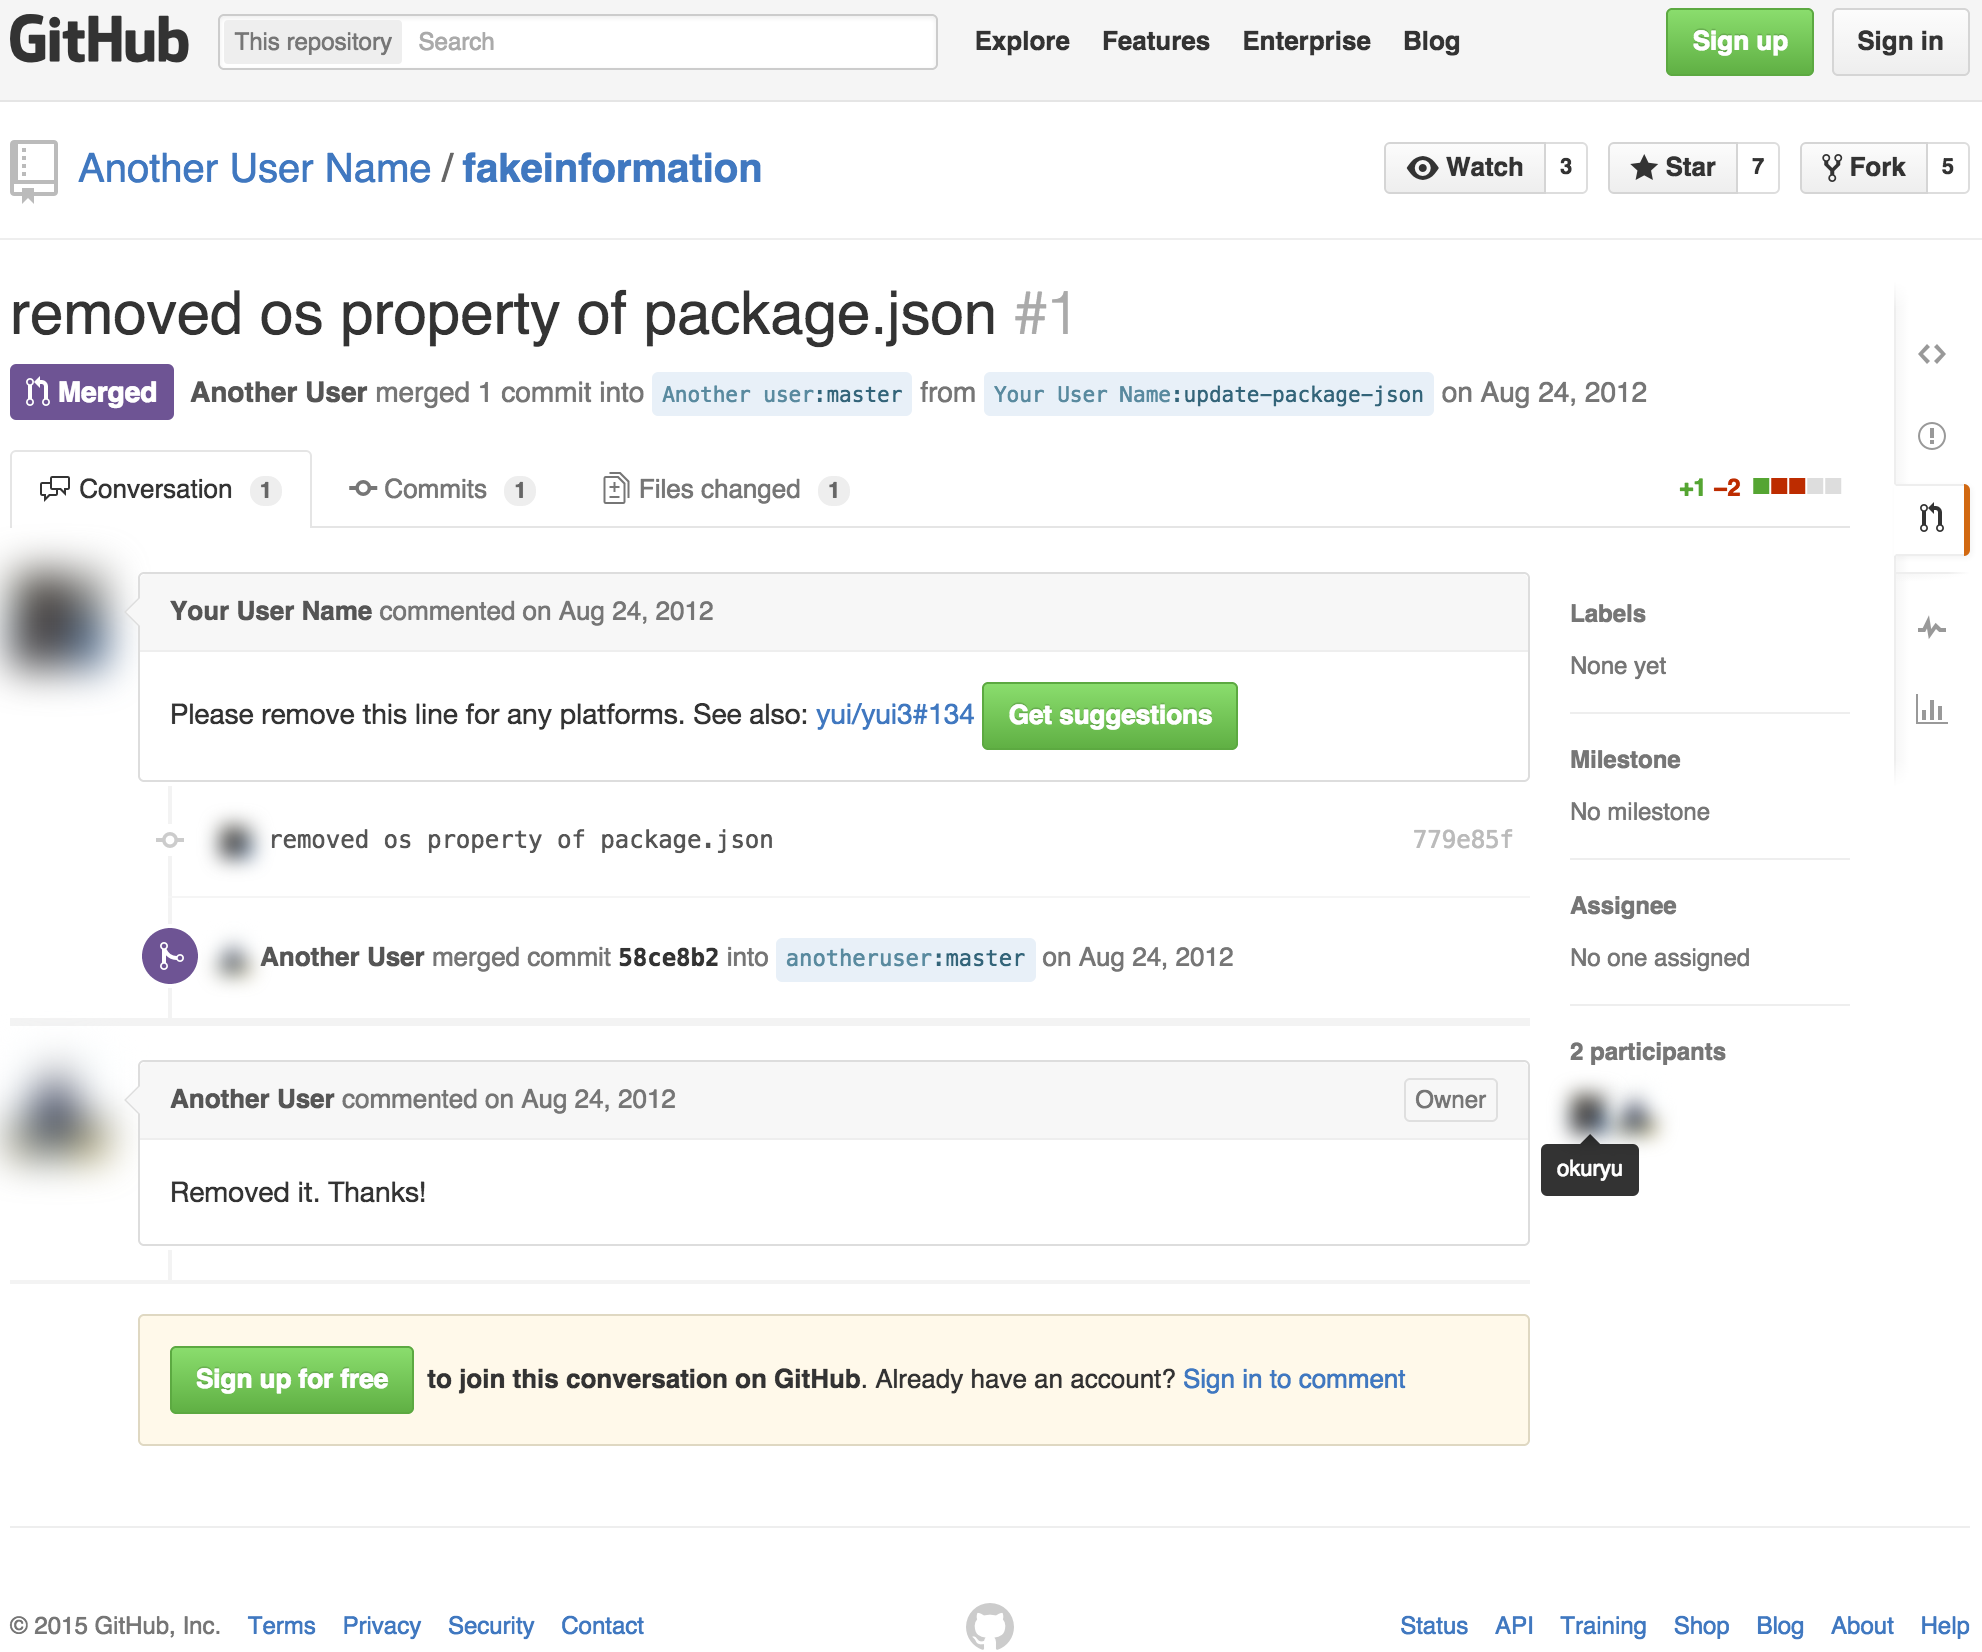 GitHub This repository Search Explore Features Enterprise Blog Sign up Sign in
Another User Name / fakeinformation Watch 3 Star 7 Fork 5
removed os property of package.json #1
Merged Another User merged 1 commit into Another user:master from Your User Name:update-package-json on Aug 24, 2012
Conversation 1 Commits 1 Files changed 1 +1 −2
Your User Name commented on Aug 24, 2012
Please remove this line for any platforms. See also: yui/yui3#134 Get suggestions
removed os property of package.json 779e85f
Another User merged commit 58ce8b2 into anotheruser:master on Aug 24, 2012
Another User commented on Aug 24, 2012 Owner
Removed it. Thanks!
Sign up for free to join this conversation on GitHub. Already have an account? Sign in to comment
Labels
None yet
Milestone
No milestone
Assignee
No one assigned
2 participants
okuryu
© 2015 GitHub, Inc. Terms Privacy Security Contact Status API Training Shop Blog About Help